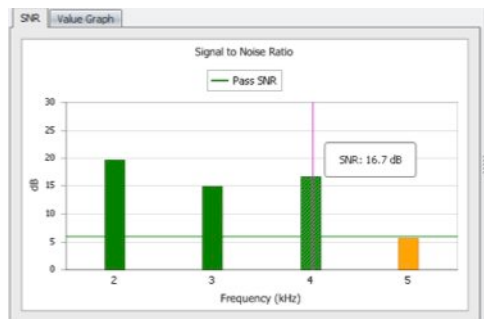 SNR Value Graph
Signal to Noise Ratio
Pass SNR
30
25
20
15
10
5
0
dB
SNR: 16.7 dB
2 3 4 5
Frequency (kHz)